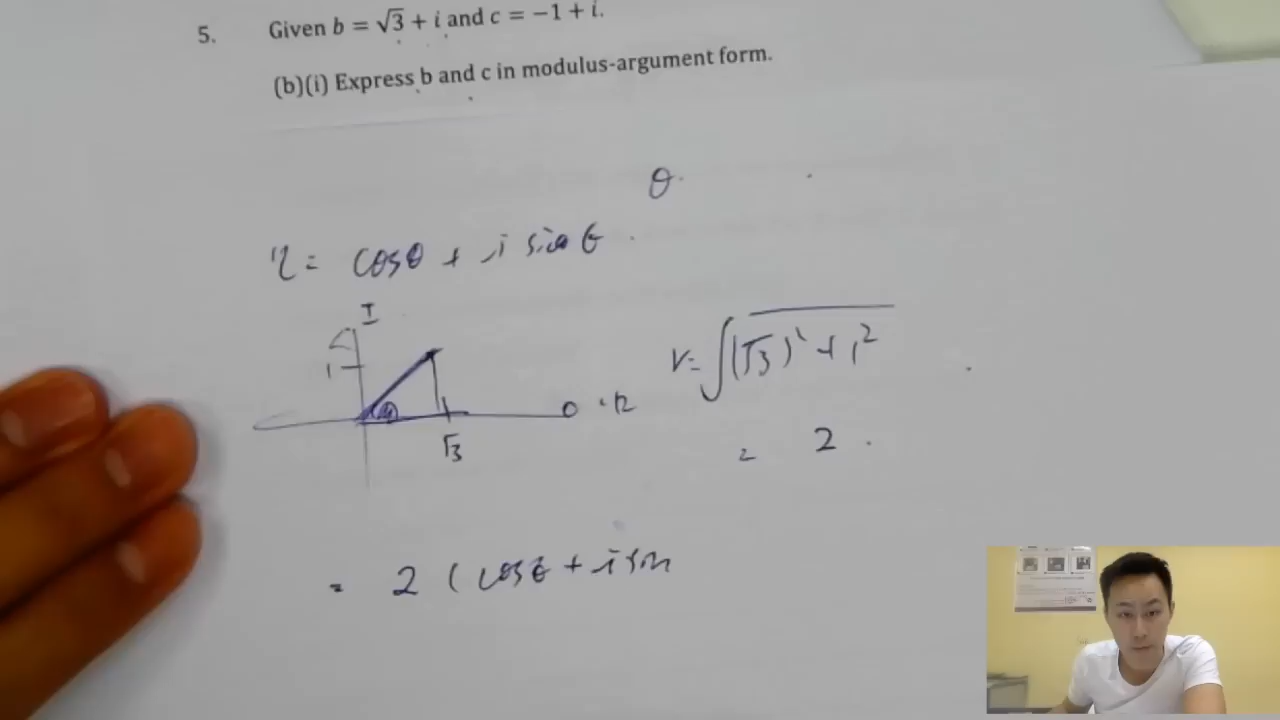 5. Given b = √3 + i and c = −1 + i.
(b)(i) Express b and c in modulus-argument form.
θ
= cosθ + i sin θ
I
1
√3
r = √(√3)² + 1²
= 2
= 2 ( cosθ + i sin